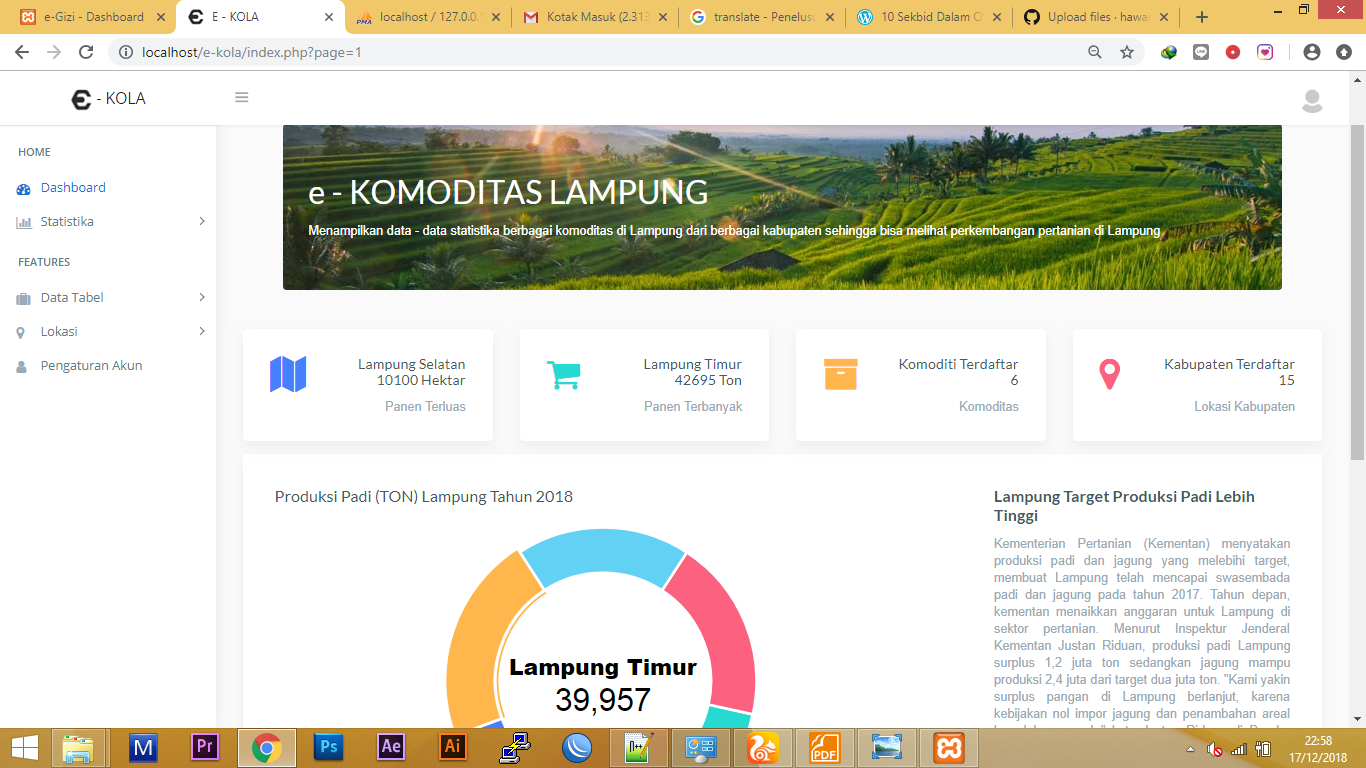 e-Gizi - Dashboard
E - KOLA
localhost / 127.0.0.
Kotak Masuk (2.313
translate - Penelusu
10 Sekbid Dalam O
Upload files · hawar
localhost/e-kola/index.php?page=1
E - KOLA
HOME
Dashboard
Statistika
FEATURES
Data Tabel
Lokasi
Pengaturan Akun
e - KOMODITAS LAMPUNG
Menampilkan data - data statistika berbagai komoditas di Lampung dari berbagai kabupaten sehingga bisa melihat perkembangan pertanian di Lampung
Lampung Selatan
10100 Hektar
Panen Terluas
Lampung Timur
42695 Ton
Panen Terbanyak
Komoditi Terdaftar
6
Komoditas
Kabupaten Terdaftar
15
Lokasi Kabupaten
Produksi Padi (TON) Lampung Tahun 2018
Lampung Timur
39,957
Lampung Target Produksi Padi Lebih
Tinggi
Kementerian Pertanian (Kementan) menyatakan
produksi padi dan jagung yang melebihi target,
membuat Lampung telah mencapai swasembada
padi dan jagung pada tahun 2017. Tahun depan,
kementan menaikkan anggaran untuk Lampung di
sektor pertanian. Menurut Inspektur Jenderal
Kementan Justan Riduan, produksi padi Lampung
surplus 1,2 juta ton sedangkan jagung mampu
produksi 2,4 juta dari target dua juta ton. "Kami yakin
surplus pangan di Lampung berlanjut, karena
kebijakan nol impor jagung dan penambahan areal
M
Pr
Ps
Ae
Ai
PDF
22:58
17/12/2018